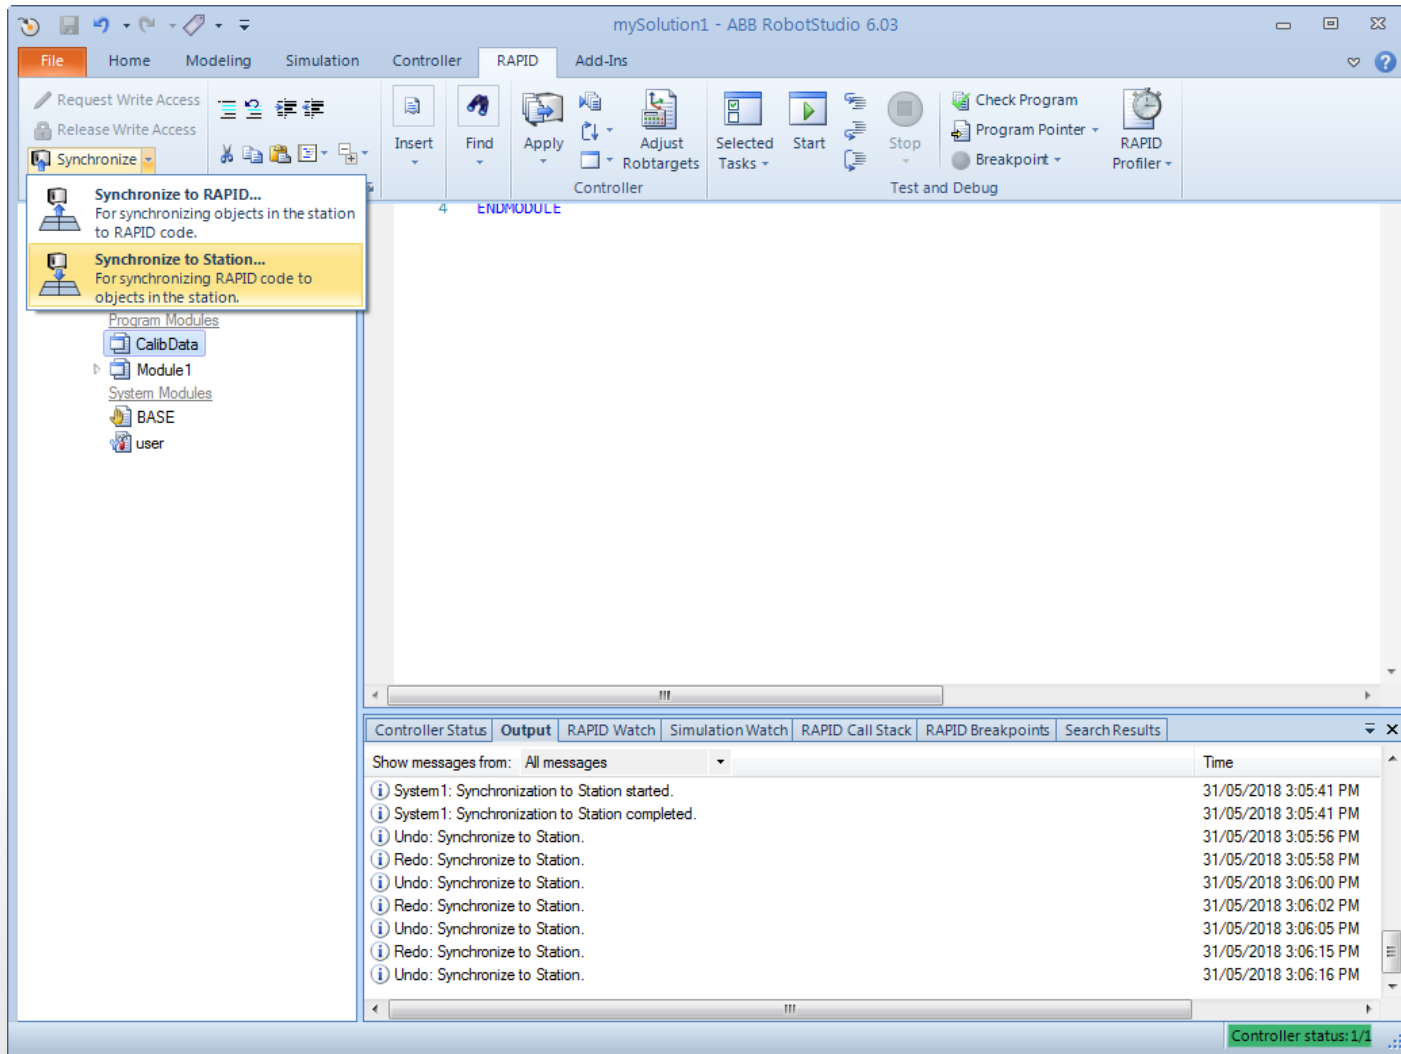 mySolution1 - ABB RobotStudio 6.03
File Home Modeling Simulation Controller RAPID Add-Ins
Request Write Access
Release Write Access
Synchronize
Insert
Find
Apply
Adjust
Robtargets
Controller
Selected
Tasks
Start
Stop
Check Program
Program Pointer
Breakpoint
RAPID
Profiler
Test and Debug
Synchronize to RAPID...
For synchronizing objects in the station
to RAPID code.
Synchronize to Station...
For synchronizing RAPID code to
objects in the station.
4 ENDMODULE
Program Modules
CalibData
Module1
System Modules
BASE
user
Controller Status Output RAPID Watch Simulation Watch RAPID Call Stack RAPID Breakpoints Search Results
Show messages from: All messages Time
System1: Synchronization to Station started. 31/05/2018 3:05:41 PM
System1: Synchronization to Station completed. 31/05/2018 3:05:41 PM
Undo: Synchronize to Station. 31/05/2018 3:05:56 PM
Redo: Synchronize to Station. 31/05/2018 3:05:58 PM
Undo: Synchronize to Station. 31/05/2018 3:06:00 PM
Redo: Synchronize to Station. 31/05/2018 3:06:02 PM
Undo: Synchronize to Station. 31/05/2018 3:06:05 PM
Redo: Synchronize to Station. 31/05/2018 3:06:15 PM
Undo: Synchronize to Station. 31/05/2018 3:06:16 PM
Controller status: 1/1